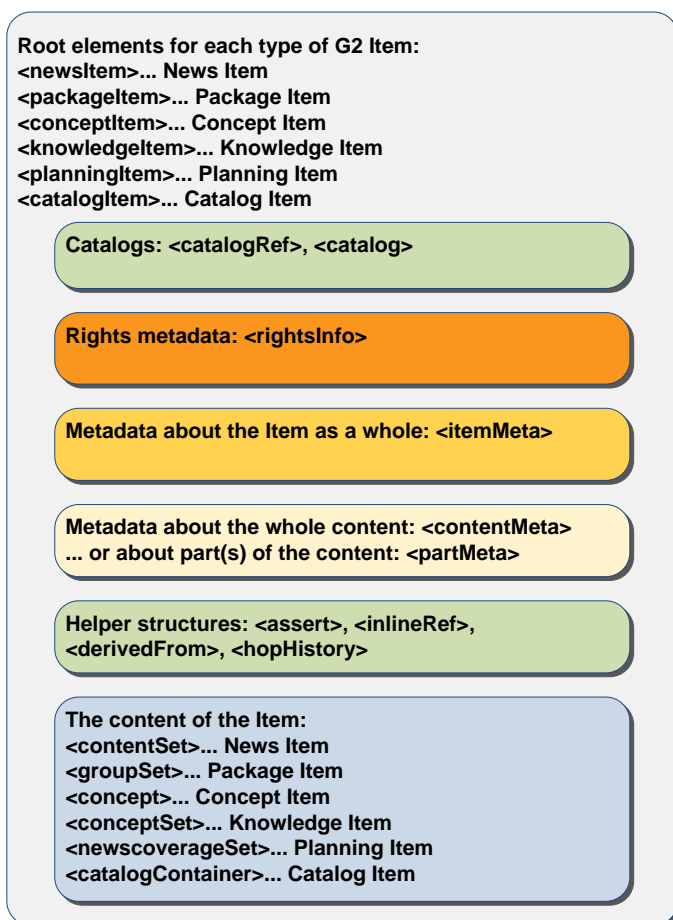 Root elements for each type of G2 Item:
<newsItem>... News Item
<packageItem>... Package Item
<conceptItem>... Concept Item
<knowledgeItem>... Knowledge Item
<planningItem>... Planning Item
<catalogItem>... Catalog Item
Catalogs: <catalogRef>, <catalog>
Rights metadata: <rightsInfo>
Metadata about the Item as a whole: <itemMeta>
Metadata about the whole content: <contentMeta>
... or about part(s) of the content: <partMeta>
Helper structures: <assert>, <inlineRef>,
<derivedFrom>, <hopHistory>
The content of the Item:
<contentSet>... News Item
<groupSet>... Package Item
<concept>... Concept Item
<conceptSet>... Knowledge Item
<newscoverageSet>... Planning Item
<catalogContainer>... Catalog Item